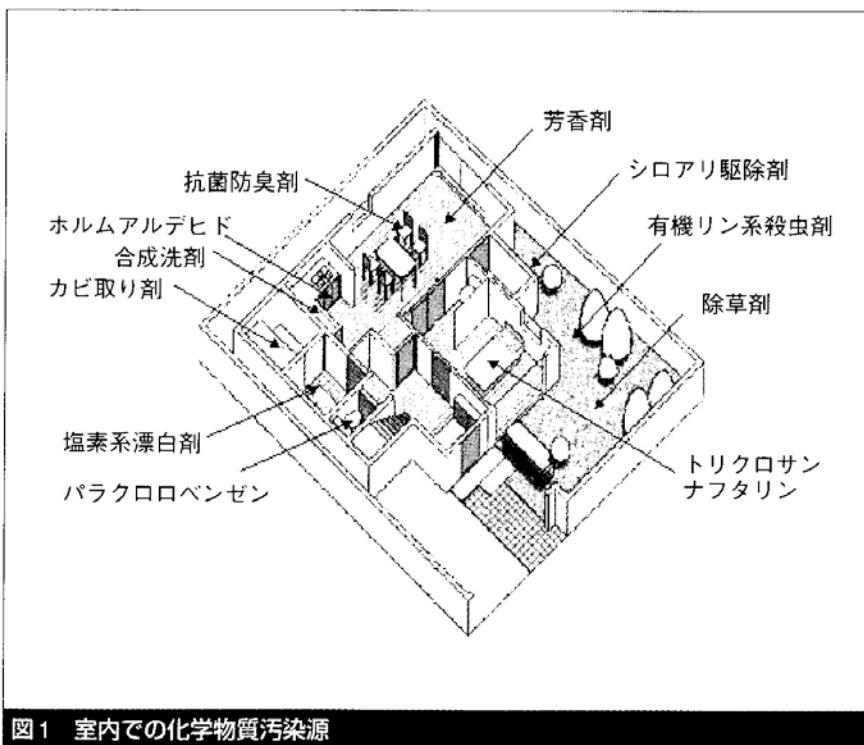 芳香剤
抗菌防臭剤
シロアリ駆除剤
ホルムアルデヒド
有機リン系殺虫剤
合成洗剤
カビ取り剤
除草剤
塩素系漂白剤
トリクロサン
ナフタリン
パラクロロベンゼン
図1 室内での化学物質汚染源